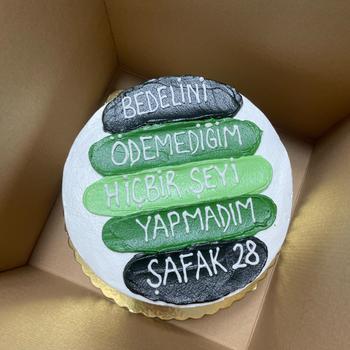 BEDELİNİ
ÖDEMEDİĞİM
HİÇBİR ŞEYİ
YAPMADIM
ŞAFAK 28